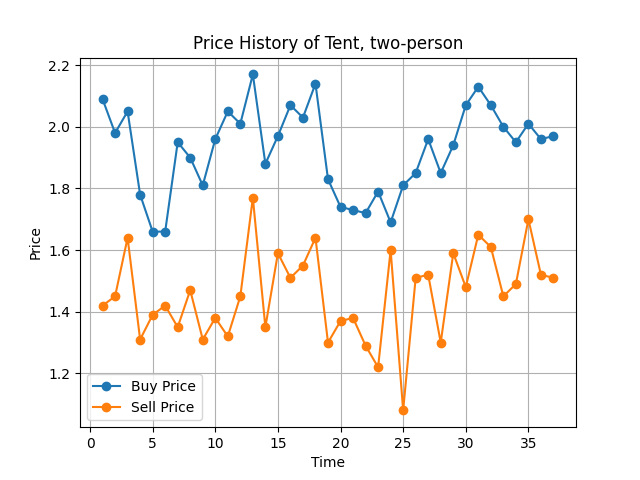 Price History of Tent, two-person
2.2
2.0
1.8
1.6
1.4
1.2
Price
Buy Price
Sell Price
0 5 10 15 20 25 30 35
Time